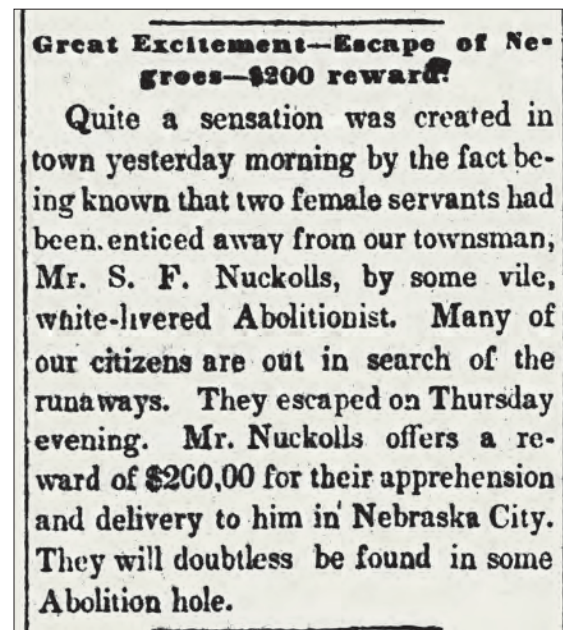 Great Excitement—Escape of Ne-
groes—$200 reward!
Quite a sensation was created in
town yesterday morning by the fact be-
ing known that two female servants had
been enticed away from our townsman,
Mr. S. F. Nuckolls, by some vile,
white-livered Abolitionist. Many of
our citizens are out in search of the
runaways. They escaped on Thursday
evening. Mr. Nuckolls offers a re-
ward of $200,00 for their apprehension
and delivery to him in Nebraska City.
They will doubtless be found in some
Abolition hole.